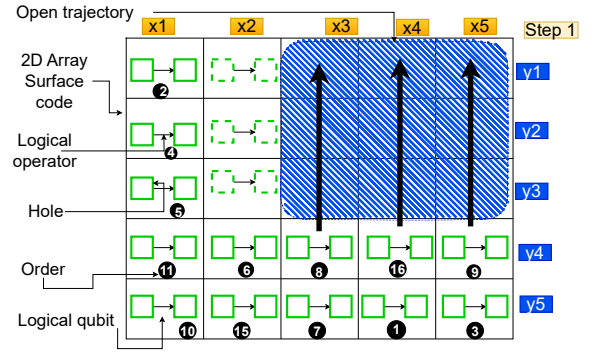 Open trajectory
x1 x2 x3 x4 x5 Step 1
2D Array
Surface
code
y1
2
Logical
operator
y2
4
y3
5
Hole
y4
Order
11 6 8 16 9
y5
Logical qubit
10 15 7 1 3